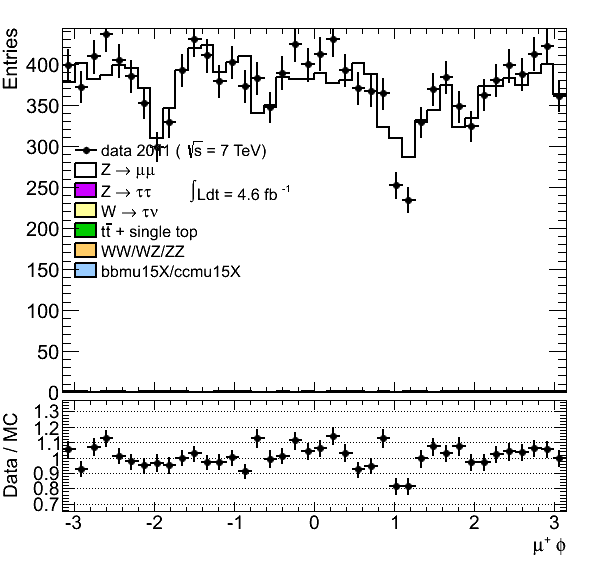 Entries
400
350
300
250
200
150
100
50
0
data 2011 ( √s = 7 TeV)
Z → μμ
Z → ττ
∫Ldt = 4.6 fb⁻¹
W → τν
tt̄ + single top
WW/WZ/ZZ
bbmu15X/ccmu15X
Data / MC
1.3
1.2
1.1
1.0
0.9
0.8
0.7
-3 -2 -1 0 1 2 3
μ⁺ ϕ